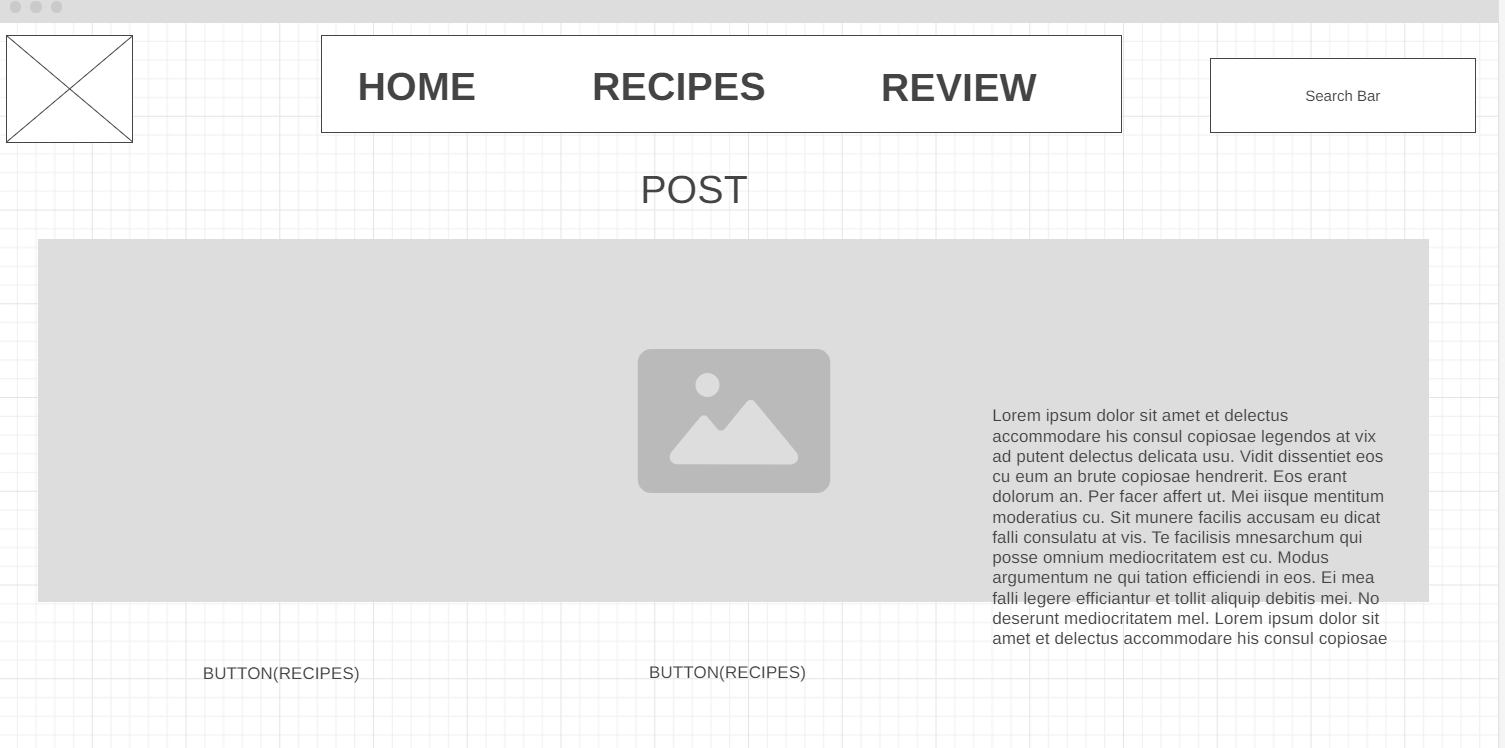 HOME RECIPES REVIEW
Search Bar
POST
Lorem ipsum dolor sit amet et delectus
accommodare his consul copiosae legendos at vix
ad putent delectus delicata usu. Vidit dissentiet eos
cu eum an brute copiosae hendrerit. Eos erant
dolorum an. Per facer affert ut. Mei iisque mentitum
moderatius cu. Sit munere facilis accusam eu dicat
falli consulatu at vis. Te facilisis mnesarchum qui
posse omnium mediocritatem est cu. Modus
argumentum ne qui tation efficiendi in eos. Ei mea
falli legere efficiantur et tollit aliquip debitis mei. No
deserunt mediocritatem mel. Lorem ipsum dolor sit
amet et delectus accommodare his consul copiosae
BUTTON(RECIPES)
BUTTON(RECIPES)